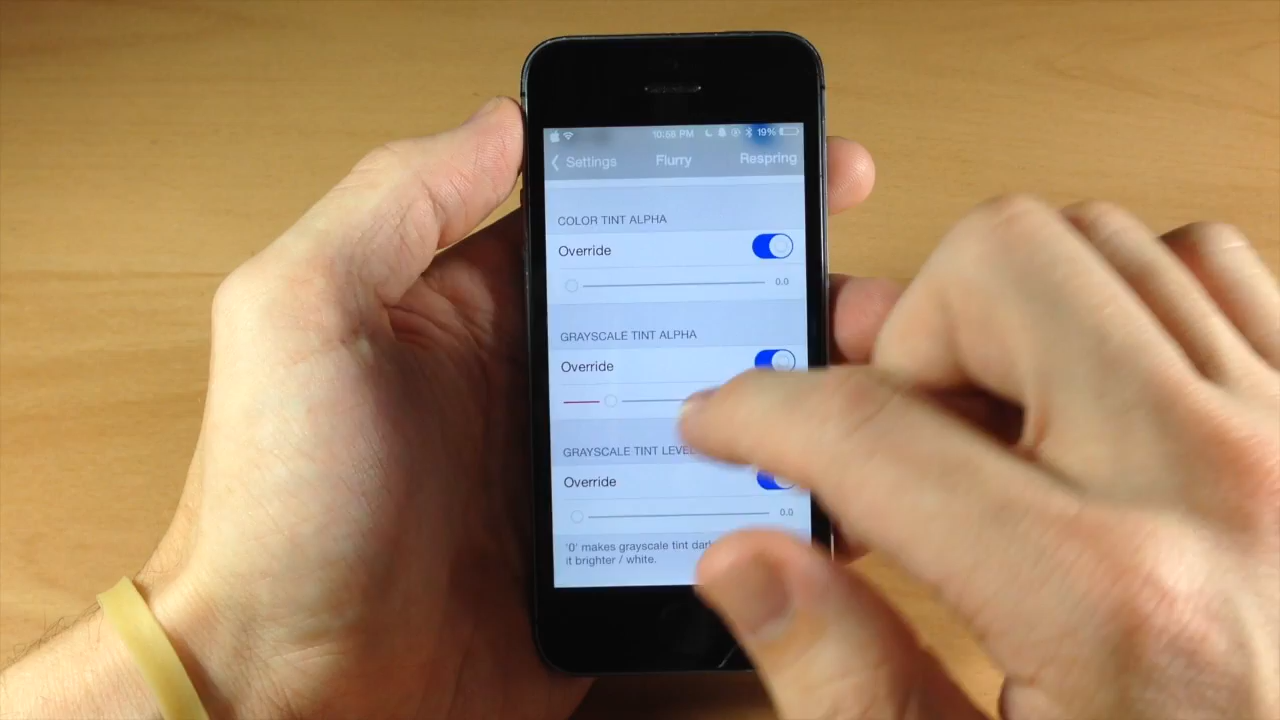 10:58 PM 19%
Settings Flurry Respring
COLOR TINT ALPHA
Override
0.0
GRAYSCALE TINT ALPHA
Override
GRAYSCALE TINT LEVEL
Override
0.0
'0' makes grayscale tint
it brighter / white.